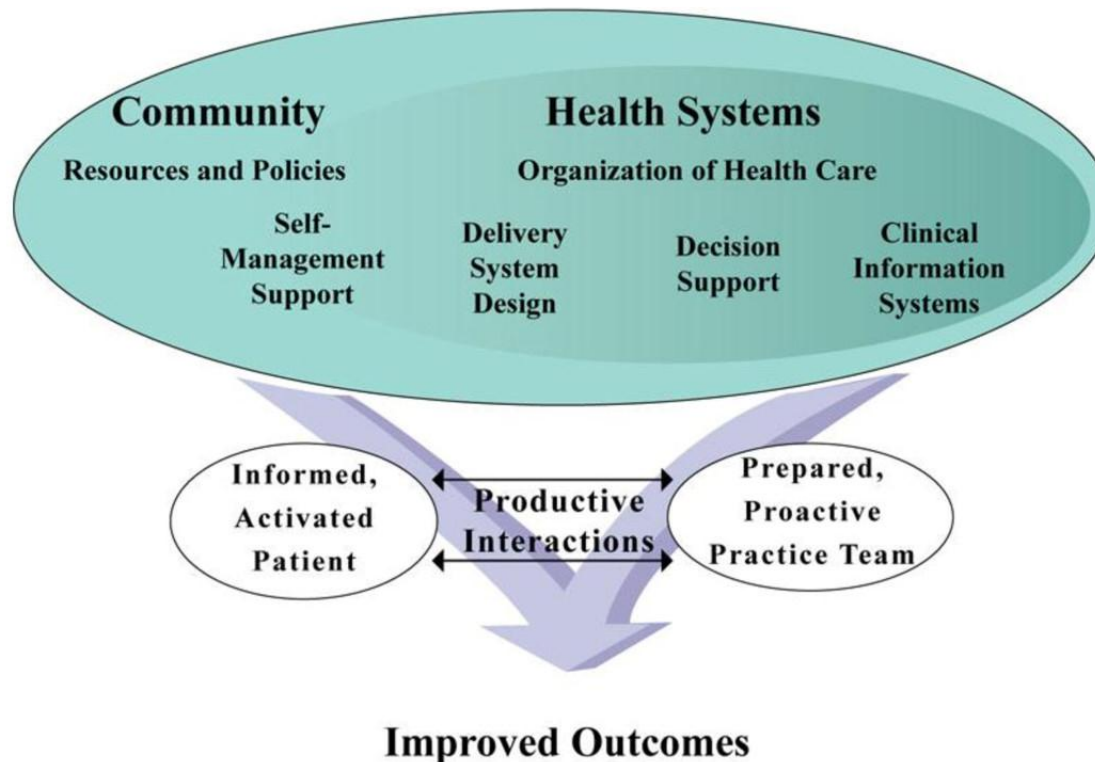 Community
Health Systems
Resources and Policies
Organization of Health Care
Self-
Management
Support
Delivery
System
Design
Decision
Support
Clinical
Information
Systems
Informed,
Activated
Patient
Productive
Interactions
Prepared,
Proactive
Practice Team
Improved Outcomes